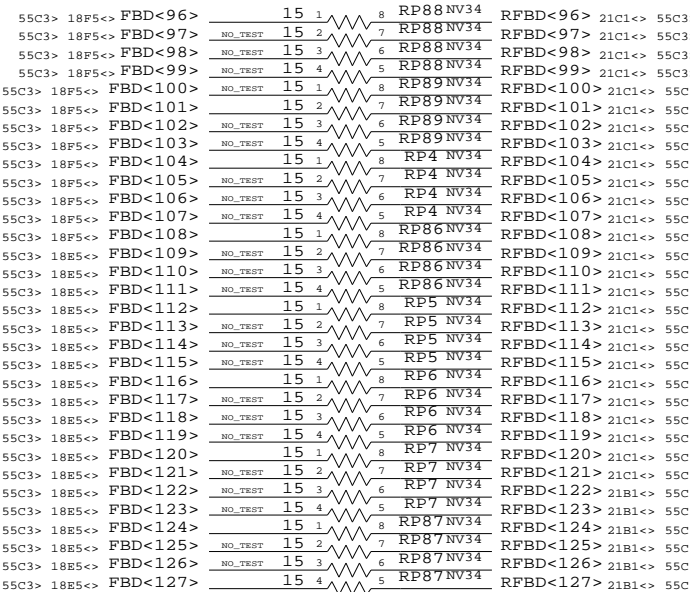 55C3> 18F5<> FBD<96> 15 1 8 RP88 NV34 RFBD<96> 21C1<> 55C3
55C3> 18F5<> FBD<97> NO_TEST 15 2 7 RP88 NV34 RFBD<97> 21C1<> 55C3
55C3> 18F5<> FBD<98> NO_TEST 15 3 6 RP88 NV34 RFBD<98> 21C1<> 55C3
55C3> 18F5<> FBD<99> NO_TEST 15 4 5 RP88 NV34 RFBD<99> 21C1<> 55C3
55C3> 18F5<> FBD<100> NO_TEST 15 1 8 RP89 NV34 RFBD<100> 21C1<> 55C
55C3> 18F5<> FBD<101> 15 2 7 RP89 NV34 RFBD<101> 21C1<> 55C
55C3> 18F5<> FBD<102> NO_TEST 15 3 6 RP89 NV34 RFBD<102> 21C1<> 55C
55C3> 18F5<> FBD<103> NO_TEST 15 4 5 RP89 NV34 RFBD<103> 21C1<> 55C
55C3> 18F5<> FBD<104> 15 1 8 RP4 NV34 RFBD<104> 21C1<> 55C
55C3> 18F5<> FBD<105> NO_TEST 15 2 7 RP4 NV34 RFBD<105> 21C1<> 55C
55C3> 18F5<> FBD<106> NO_TEST 15 3 6 RP4 NV34 RFBD<106> 21C1<> 55C
55C3> 18F5<> FBD<107> NO_TEST 15 4 5 RP4 NV34 RFBD<107> 21C1<> 55C
55C3> 18F5<> FBD<108> 15 1 8 RP86 NV34 RFBD<108> 21C1<> 55C
55C3> 18E5<> FBD<109> NO_TEST 15 2 7 RP86 NV34 RFBD<109> 21C1<> 55C
55C3> 18E5<> FBD<110> NO_TEST 15 3 6 RP86 NV34 RFBD<110> 21C1<> 55C
55C3> 18E5<> FBD<111> NO_TEST 15 4 5 RP86 NV34 RFBD<111> 21C1<> 55C
55C3> 18E5<> FBD<112> 15 1 8 RP5 NV34 RFBD<112> 21C1<> 55C
55C3> 18E5<> FBD<113> NO_TEST 15 2 7 RP5 NV34 RFBD<113> 21C1<> 55C
55C3> 18E5<> FBD<114> NO_TEST 15 3 6 RP5 NV34 RFBD<114> 21C1<> 55C
55C3> 18E5<> FBD<115> NO_TEST 15 4 5 RP5 NV34 RFBD<115> 21C1<> 55C
55C3> 18E5<> FBD<116> 15 1 8 RP6 NV34 RFBD<116> 21C1<> 55C
55C3> 18E5<> FBD<117> NO_TEST 15 2 7 RP6 NV34 RFBD<117> 21C1<> 55C
55C3> 18E5<> FBD<118> NO_TEST 15 3 6 RP6 NV34 RFBD<118> 21C1<> 55C
55C3> 18E5<> FBD<119> NO_TEST 15 4 5 RP6 NV34 RFBD<119> 21C1<> 55C
55C3> 18E5<> FBD<120> 15 1 8 RP7 NV34 RFBD<120> 21C1<> 55C
55C3> 18E5<> FBD<121> NO_TEST 15 2 7 RP7 NV34 RFBD<121> 21C1<> 55C
55C3> 18E5<> FBD<122> NO_TEST 15 3 6 RP7 NV34 RFBD<122> 21B1<> 55C
55C3> 18E5<> FBD<123> NO_TEST 15 4 5 RP7 NV34 RFBD<123> 21B1<> 55C
55C3> 18E5<> FBD<124> 15 1 8 RP87 NV34 RFBD<124> 21B1<> 55C
55C3> 18E5<> FBD<125> NO_TEST 15 2 7 RP87 NV34 RFBD<125> 21B1<> 55C
55C3> 18E5<> FBD<126> NO_TEST 15 3 6 RP87 NV34 RFBD<126> 21B1<> 55C
55C3> 18E5<> FBD<127> 15 4 5 RP87 NV34 RFBD<127> 21B1<> 55C